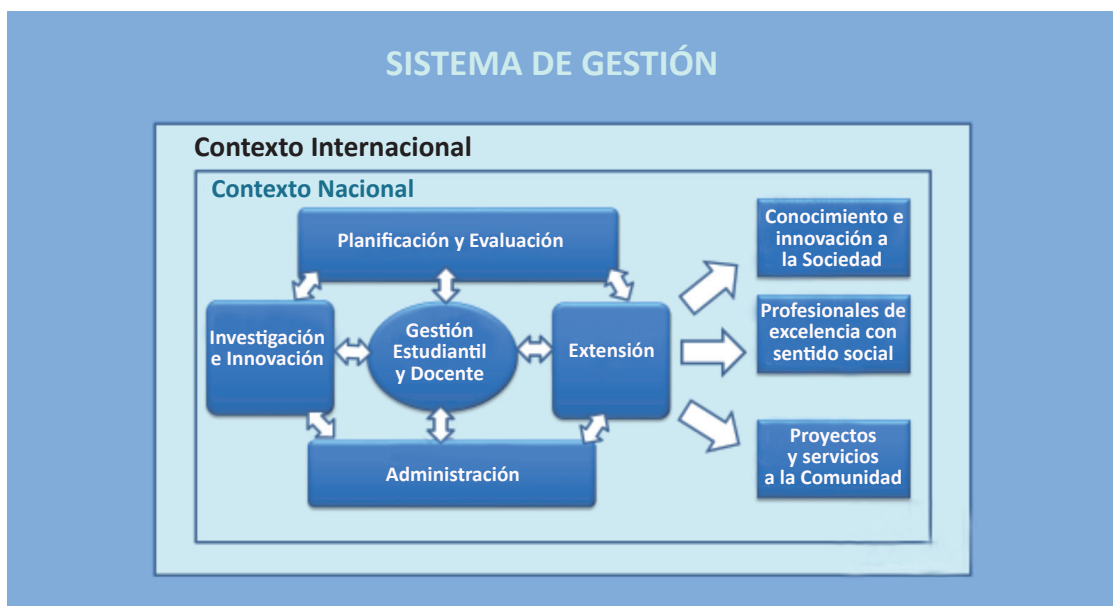 SISTEMA DE GESTIÓN
Contexto Internacional
Contexto Nacional
Planificación y Evaluación
Investigación
e Innovación
Gestión
Estudiantil
y Docente
Extensión
Administración
Conocimiento e
innovación a
la Sociedad
Profesionales de
excelencia con
sentido social
Proyectos
y servicios
a la Comunidad